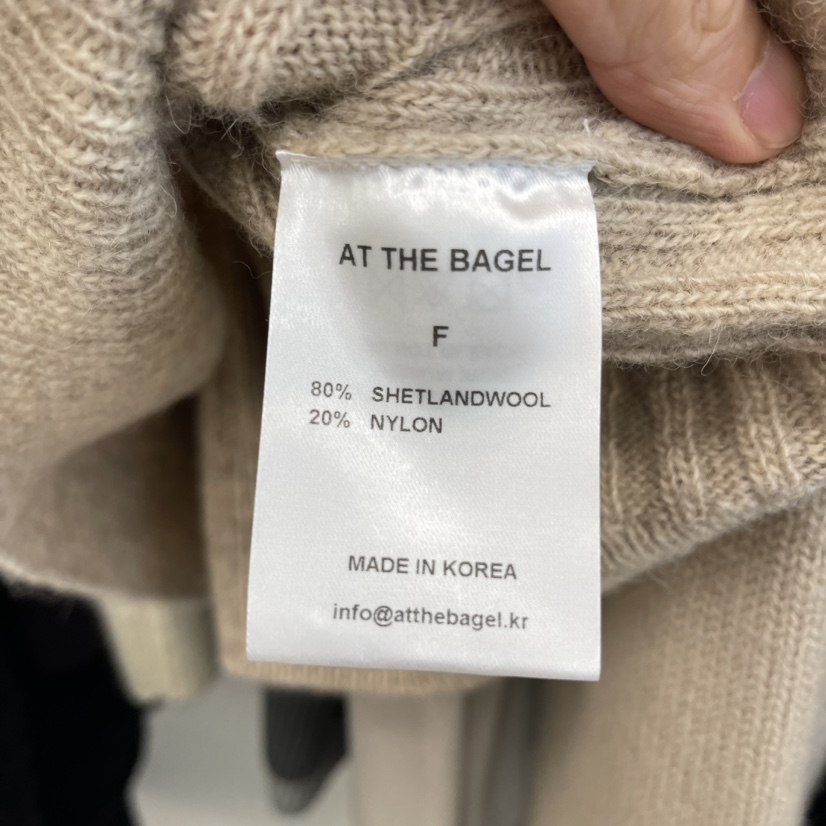 AT THE BAGEL
F
80% SHETLANDWOOL
20% NYLON
MADE IN KOREA
info@atthebagel.kr